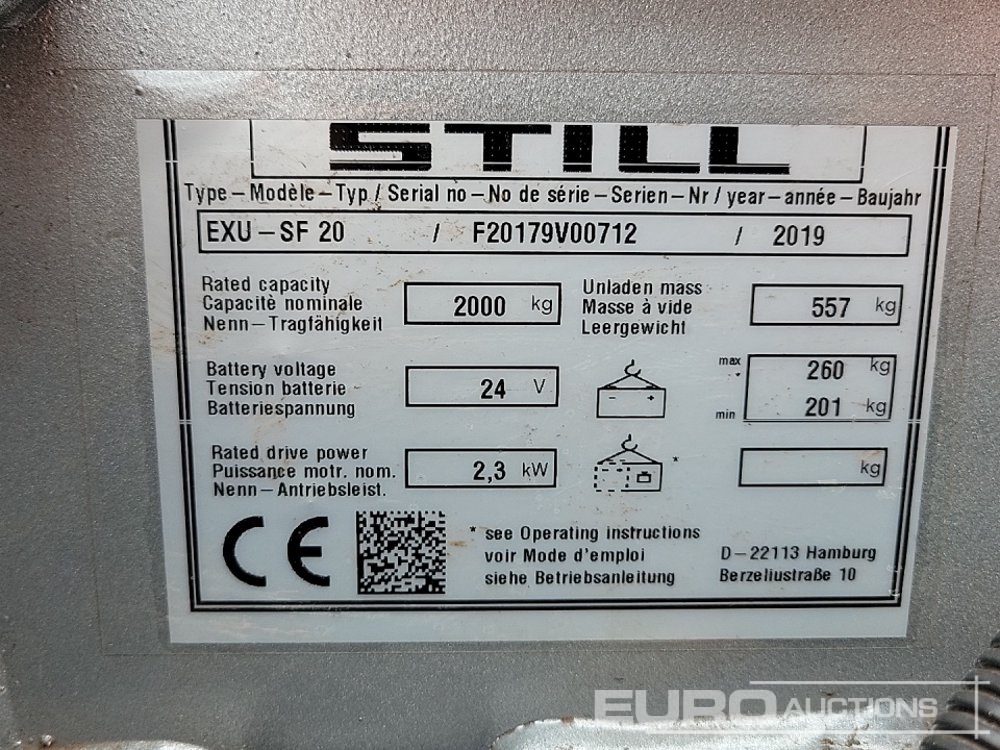 STILL
Type – Modèle – Typ / Serial no – No de série – Serien – Nr / year – année – Baujahr
EXU – SF 20 / F20179V00712 / 2019
Rated capacity
Capacitè nominale
Nenn – Tragfähigkeit
2000 kg
Unladen mass
Masse à vide
Leergewicht
557 kg
Battery voltage
Tension batterie
Batteriespannung
24 V
- +
max
*
min
260 kg
201 kg
Rated drive power
Puissance motr. nom.
Nenn – Antriebsleist.
2,3 kW
*
kg
CE
* see Operating instructions
voir Mode d'emploi
siehe Betriebsanleitung
D – 22113 Hamburg
Berzeliustraße 10
EURO AUCTIONS